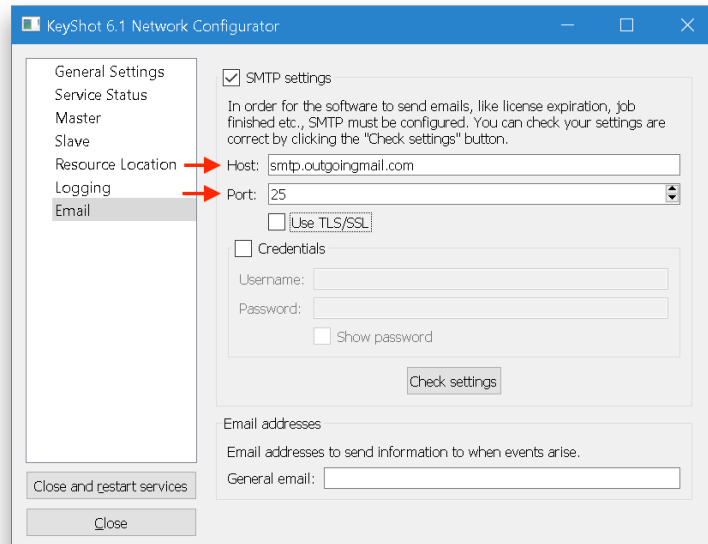 KeyShot 6.1 Network Configurator
General Settings
Service Status
Master
Slave
Resource Location
Logging
Email
SMTP settings
In order for the software to send emails, like license expiration, job
finished etc., SMTP must be configured. You can check your settings are
correct by clicking the "Check settings" button.
Host: smtp.outgoingmail.com
Port: 25
Use TLS/SSL
Credentials
Username:
Password:
Show password
Check settings
Email addresses
Email addresses to send information to when events arise.
General email:
Close and restart services
Close